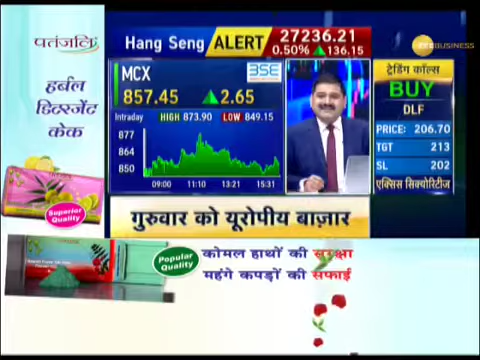 पतंजलि
हर्बल
डिटर्जेंट
केक
Superior
Quality
Hang Seng ALERT
27236.21
0.50% ▲ 136.15
ZEE BUSINESS
MCX
BSE
857.45 ▲ 2.65
Intraday HIGH 873.90 LOW 849.15
877
864
850
09:00 11:10 13:21 15:31
ट्रेडिंग कॉल्स
BUY
DLF
PRICE: 206.70
TGT 213
SL 202
एक्सिस सिक्योरिटीज
गुरुवार को यूरोपीय बाज़ार
Popular
Quality
कोमल हाथों की सुरक्षा
महंगे कपड़ों की सफाई